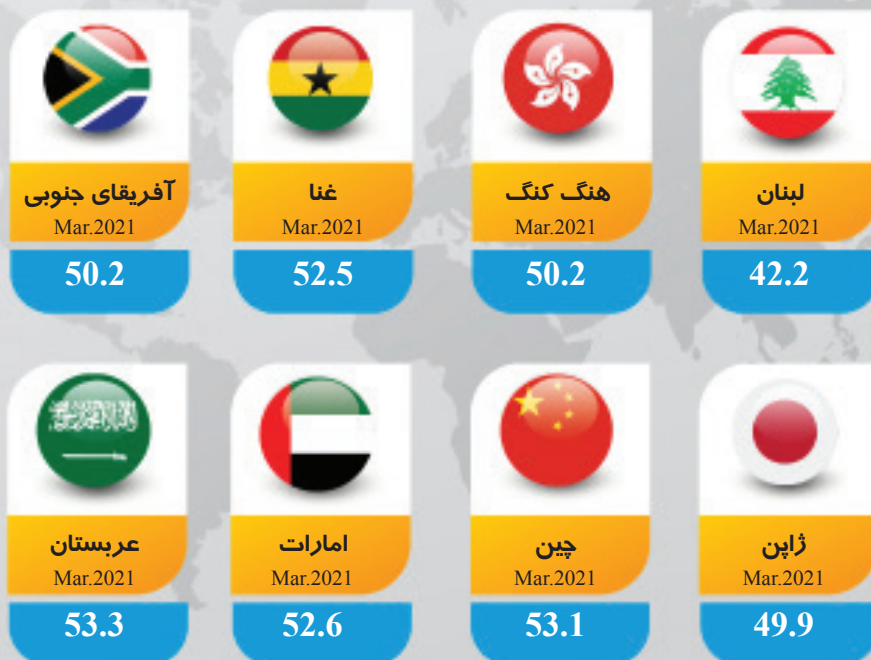 لبنان
Mar.2021
42.2
هنگ کنگ
Mar.2021
50.2
غنا
Mar.2021
52.5
آفریقای جنوبی
Mar.2021
50.2
ژاپن
Mar.2021
49.9
چین
Mar.2021
53.1
امارات
Mar.2021
52.6
عربستان
Mar.2021
53.3